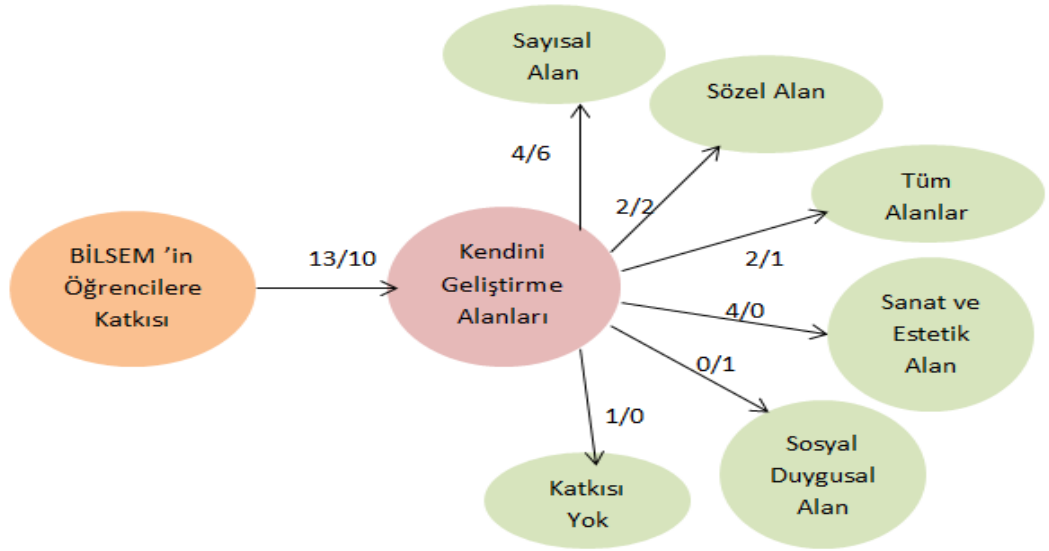 BİLSEM ’in
Öğrencilere
Katkısı
13/10
Kendini
Geliştirme
Alanları
4/6
Sayısal
Alan
2/2
Sözel Alan
2/1
Tüm
Alanlar
4/0
Sanat ve
Estetik
Alan
0/1
Sosyal
Duygusal
Alan
1/0
Katkısı
Yok